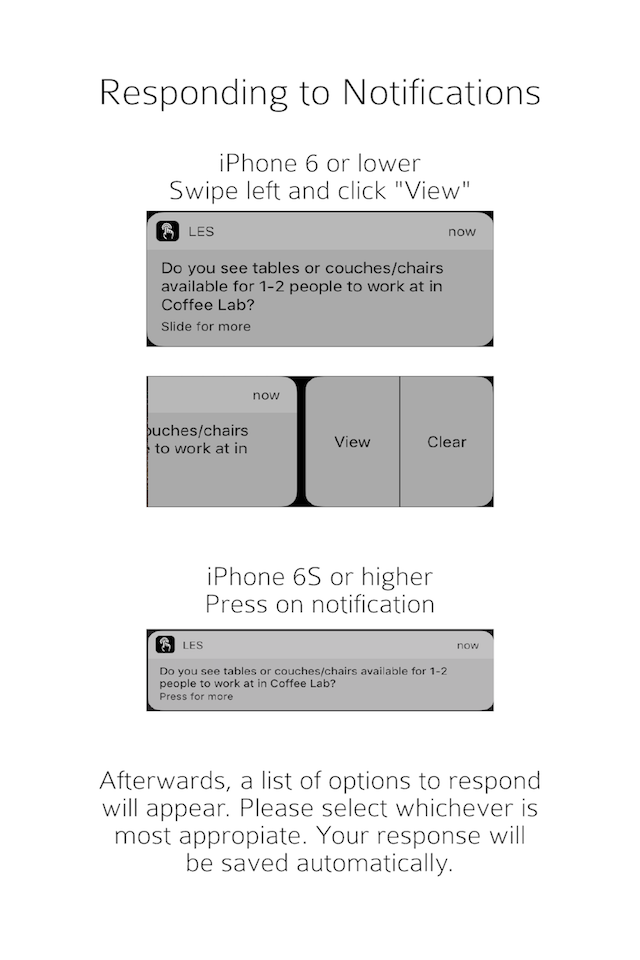 Responding to Notifications
iPhone 6 or lower
Swipe left and click "View"
LES now
Do you see tables or couches/chairs
available for 1-2 people to work at in
Coffee Lab?
Slide for more
now
ouches/chairs
to work at in
View Clear
iPhone 6S or higher
Press on notification
LES now
Do you see tables or couches/chairs available for 1-2
people to work at in Coffee Lab?
Press for more
Afterwards, a list of options to respond
will appear. Please select whichever is
most appropiate. Your response will
be saved automatically.